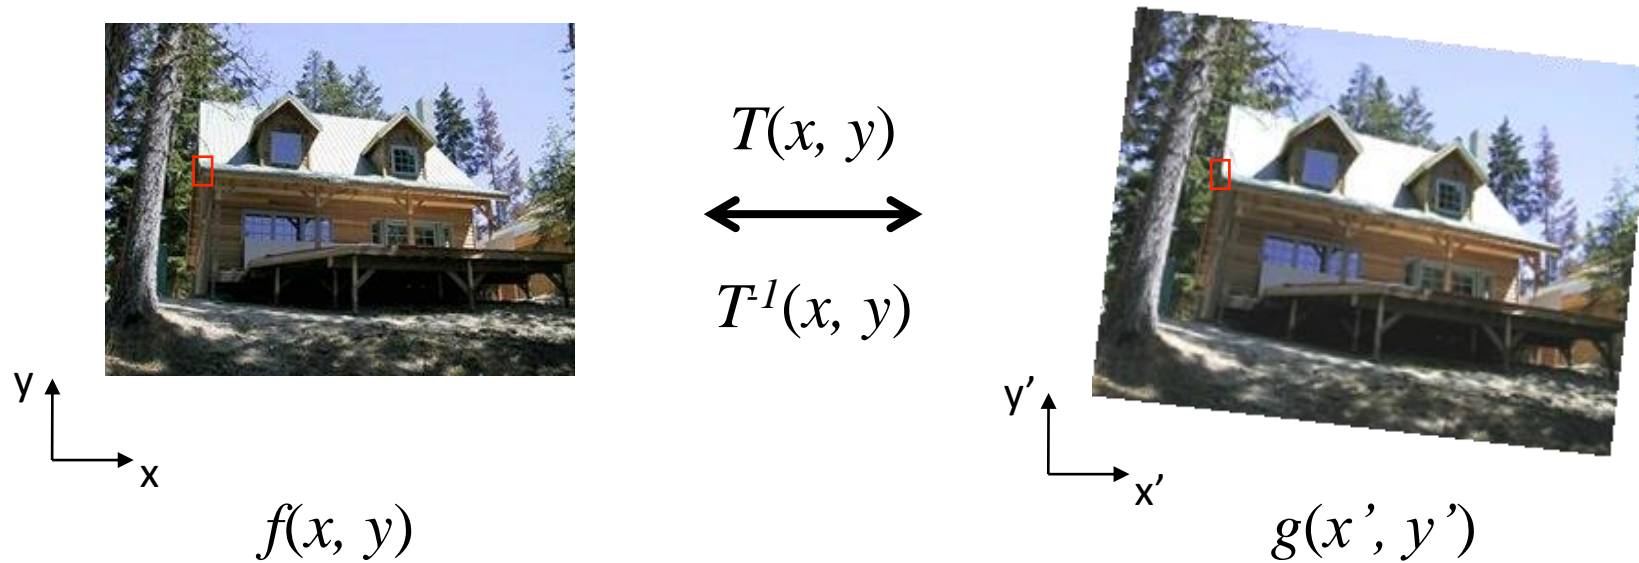 T(x, y)
T⁻¹(x, y)
y
x
f(x, y)
y’
x’
g(x’, y’)